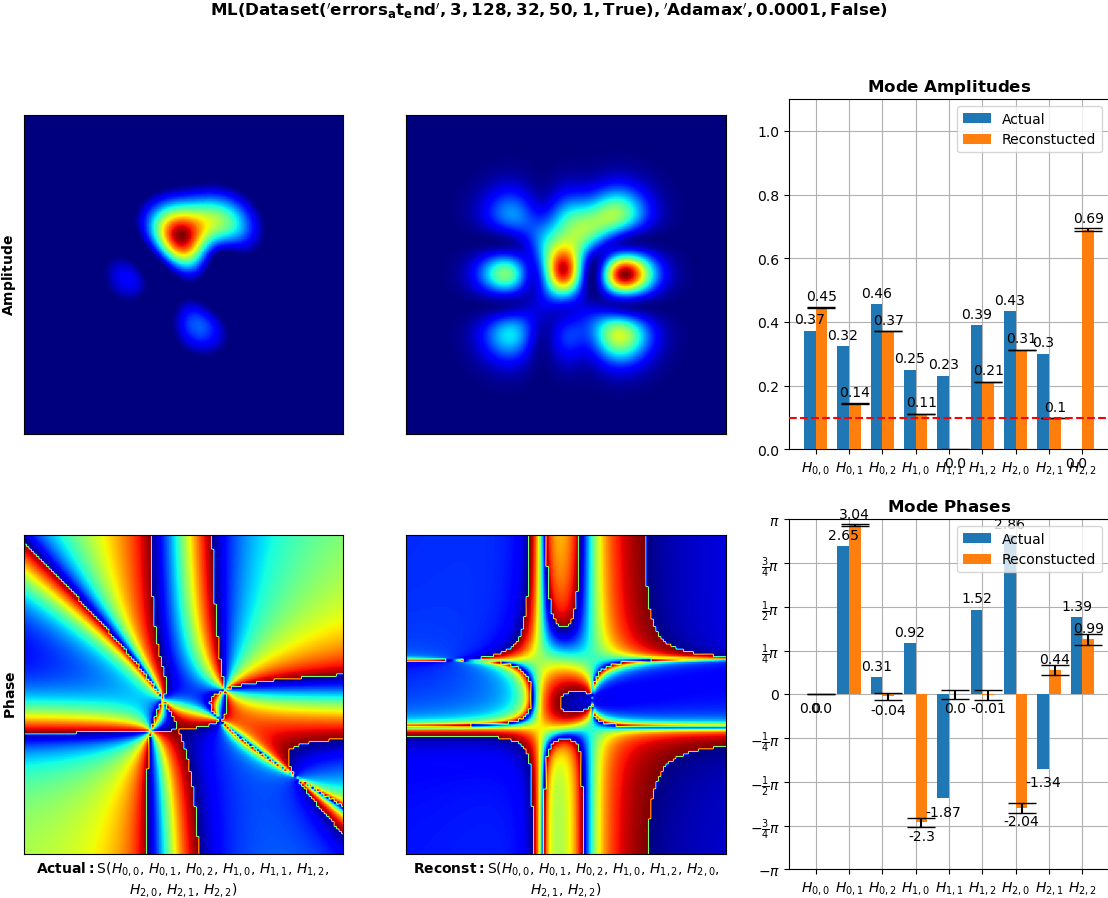 ML(Dataset('errors_at_end', 3, 128, 32, 50, 1, True), 'Adamax', 0.0001, False)
Amplitude
Mode Amplitudes
Actual
Reconstucted
1.0
0.8
0.6
0.4
0.2
0.0
0.37
0.45
0.32
0.14
0.46
0.37
0.25
0.11
0.23
0.0
0.39
0.21
0.43
0.31
0.3
0.1
0.0
0.69
H0,0 H0,1 H0,2 H1,0 H1,1 H1,2 H2,0 H2,1 H2,2
Phase
Actual: S(H0,0, H0,1, H0,2, H1,0, H1,1, H1,2,
H2,0, H2,1, H2,2)
Reconst: S(H0,0, H0,1, H0,2, H1,0, H1,2, H2,0,
H2,1, H2,2)
Mode Phases
Actual
Reconstucted
π
3/4π
1/2π
1/4π
0
−1/4π
−1/2π
−3/4π
−π
0.0
0.0
2.65
3.04
0.31
-0.04
0.92
-2.3
-1.87
0.0
1.52
-0.01
2.86
-2.04
-1.34
0.44
1.39
0.99
H0,0 H0,1 H0,2 H1,0 H1,1 H1,2 H2,0 H2,1 H2,2